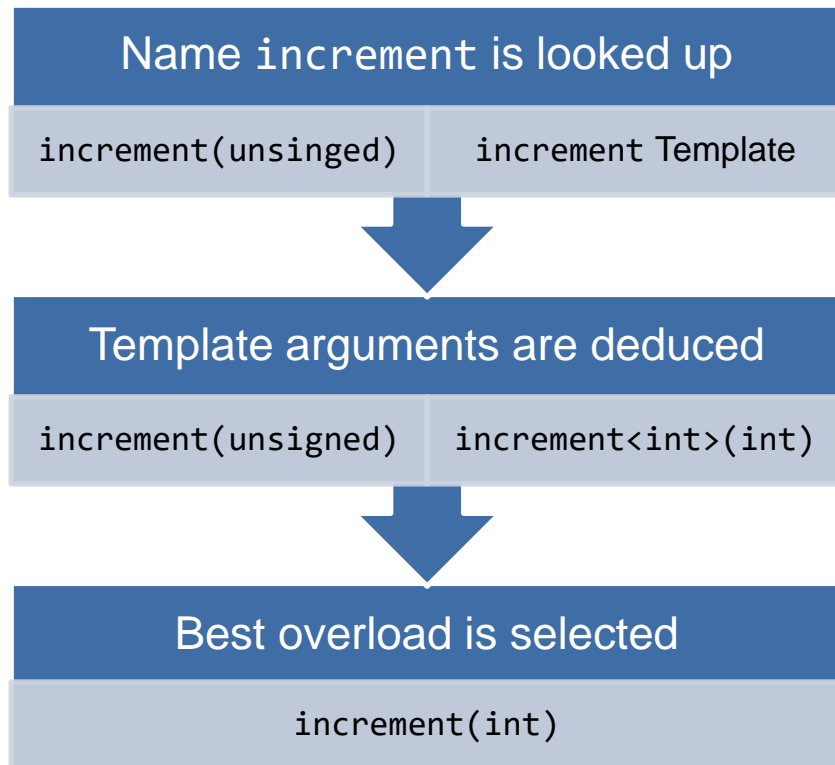 Name increment is looked up
increment(unsinged)
increment Template
Template arguments are deduced
increment(unsigned)
increment<int>(int)
Best overload is selected
increment(int)